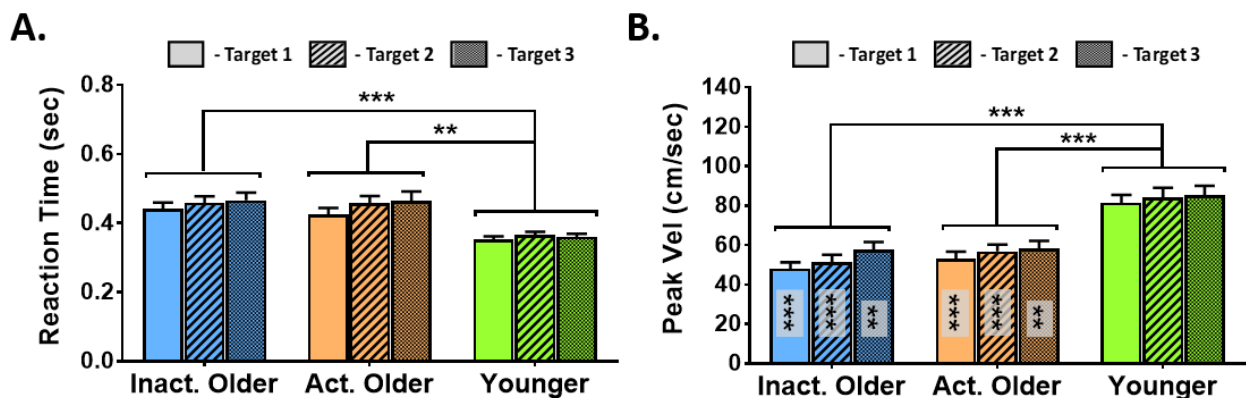 A.
- Target 1 - Target 2 - Target 3
Reaction Time (sec)
0.8
0.6
0.4
0.2
0.0
***
**
Inact. Older Act. Older Younger
B.
- Target 1 - Target 2 - Target 3
Peak Vel (cm/sec)
140
120
100
80
60
40
20
0
***
***
*** *** ** *** *** **
Inact. Older Act. Older Younger